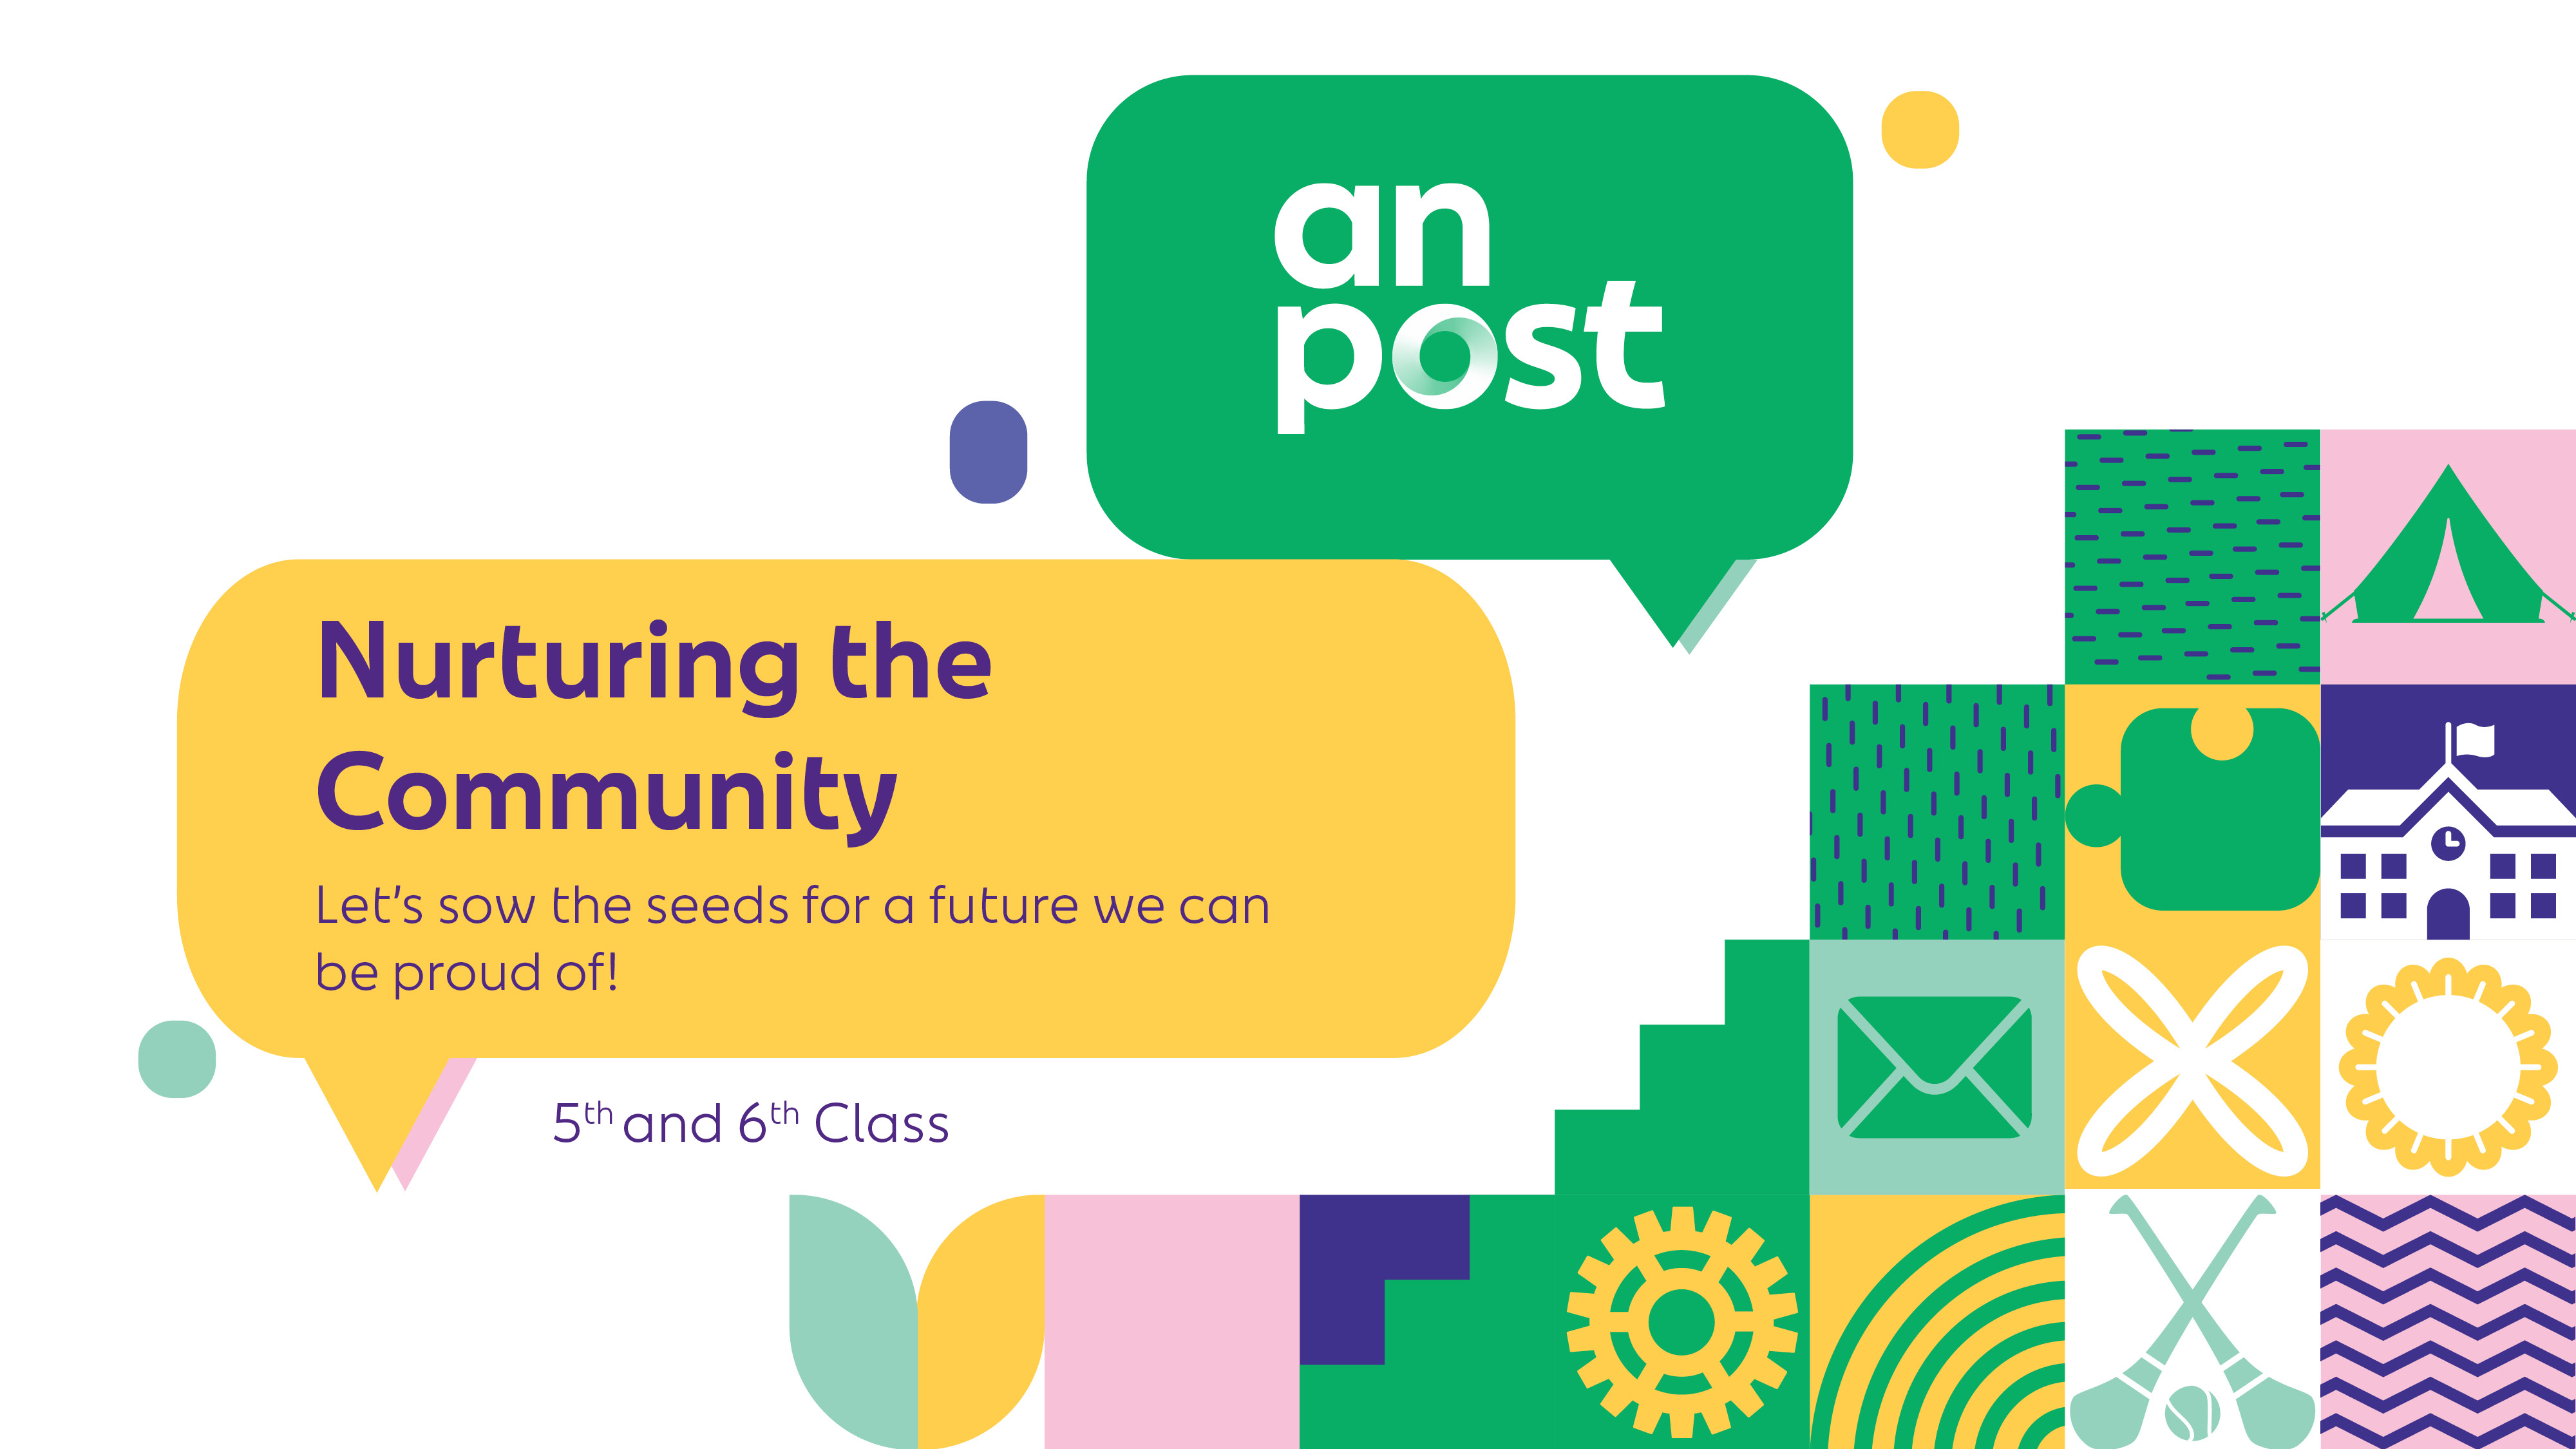 an
post
Nurturing the
Community
Let’s sow the seeds for a future we can
be proud of!
5th and 6th Class